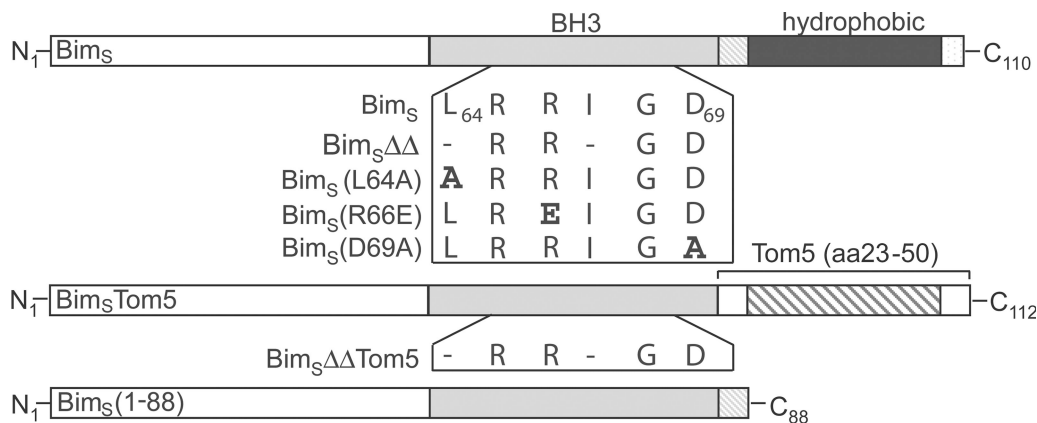 BH3 hydrophobic
N1 BimS C110
BimS L64 R R I G D69
BimSΔΔ - R R - G D
BimS(L64A) A R R I G D
BimS(R66E) L R E I G D
BimS(D69A) L R R I G A
Tom5 (aa23-50)
N1 BimSTom5 C112
BimSΔΔTom5 - R R - G D
N1 BimS(1-88) C88